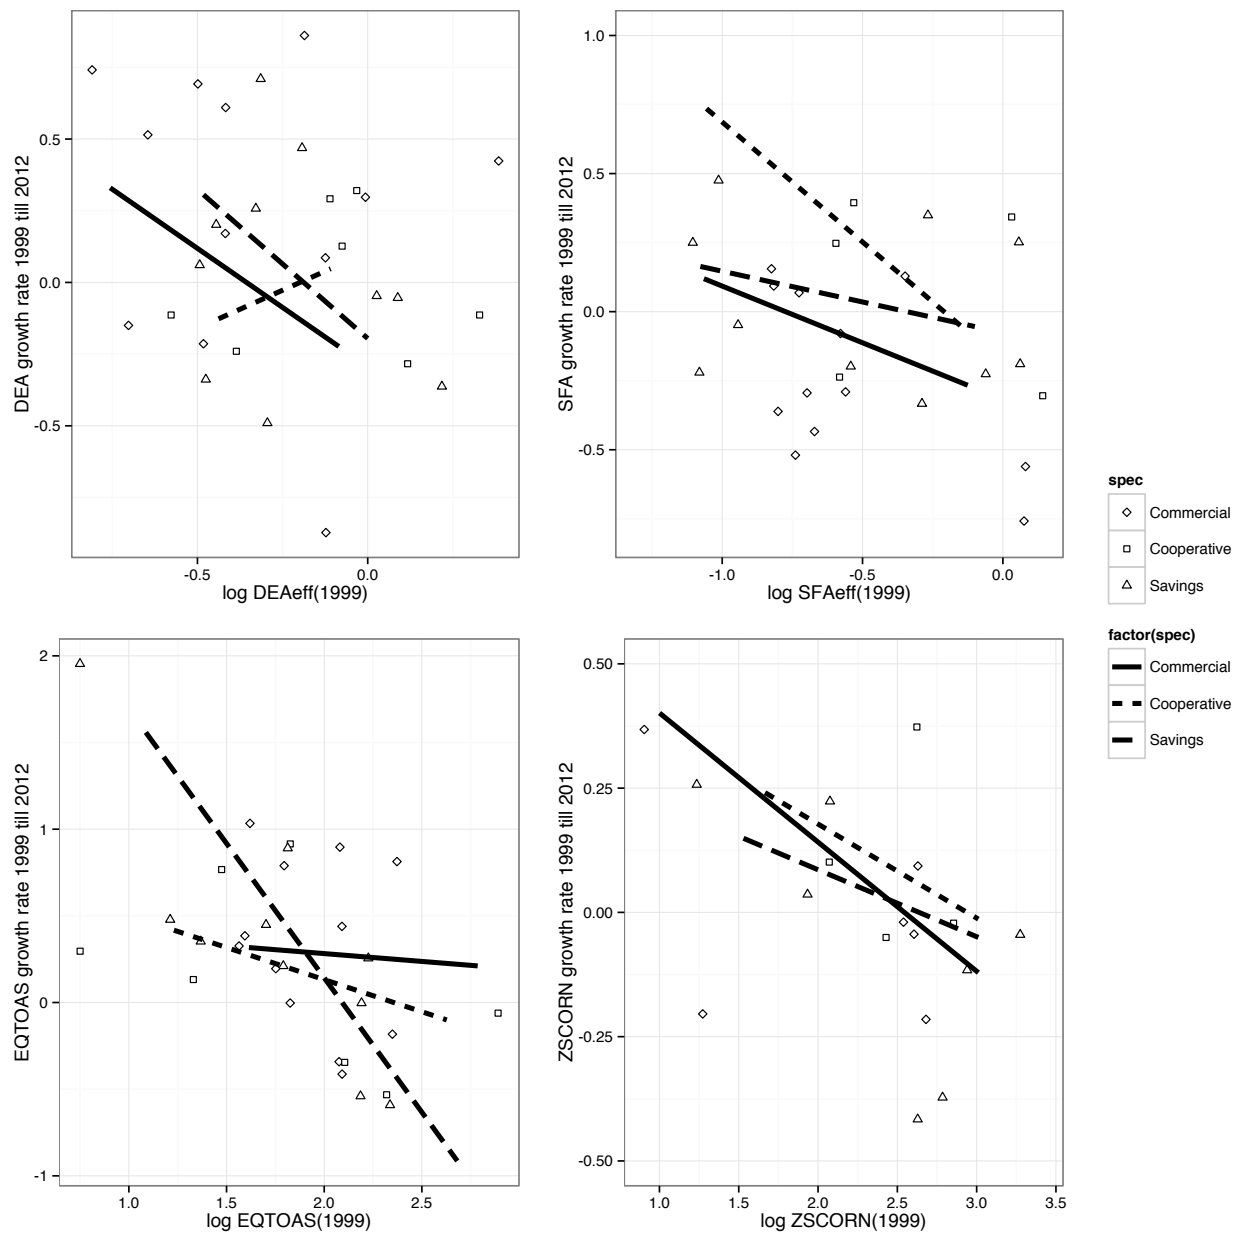 0.5
0.0
-0.5
DEA growth rate 1999 till 2012
-0.5 0.0
log DEAeff(1999)
1.0
0.5
0.0
-0.5
SFA growth rate 1999 till 2012
-1.0 -0.5 0.0
log SFAeff(1999)
spec
Commercial
Cooperative
Savings
factor(spec)
Commercial
Cooperative
Savings
2
1
0
-1
EQTOAS growth rate 1999 till 2012
1.0 1.5 2.0 2.5
log EQTOAS(1999)
0.50
0.25
0.00
-0.25
-0.50
ZSCORN growth rate 1999 till 2012
1.0 1.5 2.0 2.5 3.0 3.5
log ZSCORN(1999)